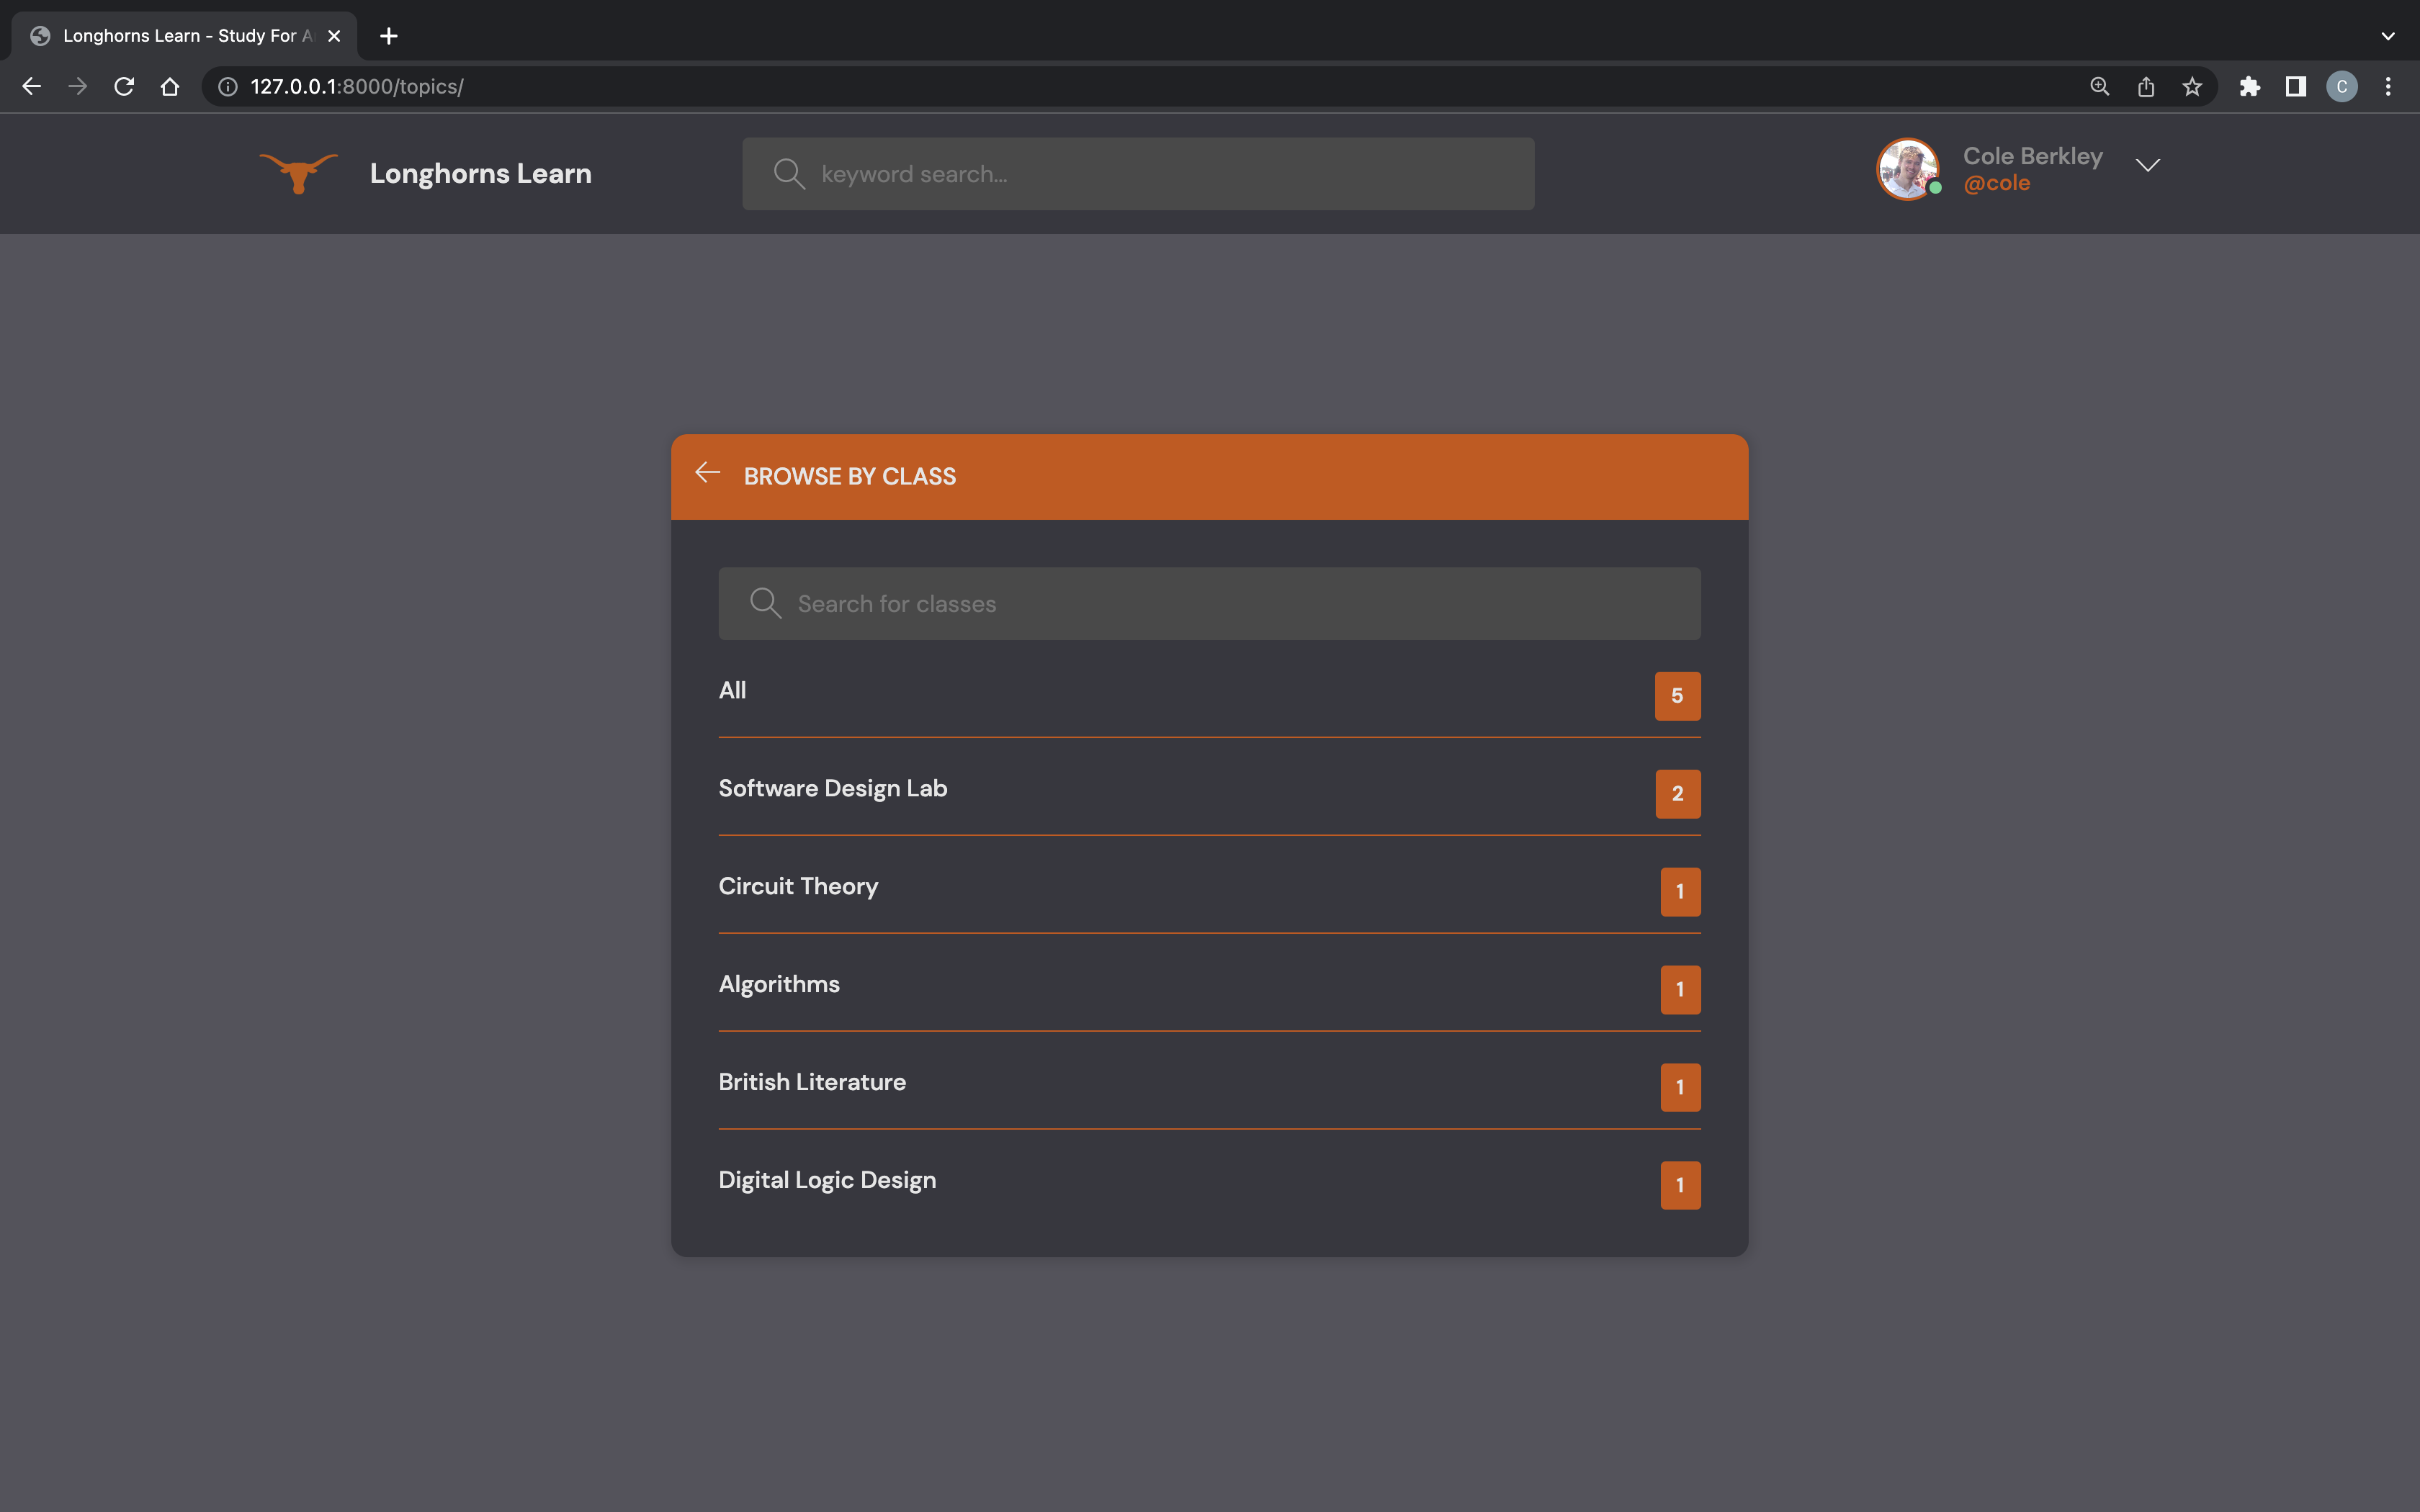 Longhorns Learn - Study For A
127.0.0.1:8000/topics/
C
Longhorns Learn
keyword search...
Cole Berkley
@cole
BROWSE BY CLASS
Search for classes
All 5
Software Design Lab 2
Circuit Theory 1
Algorithms 1
British Literature 1
Digital Logic Design 1